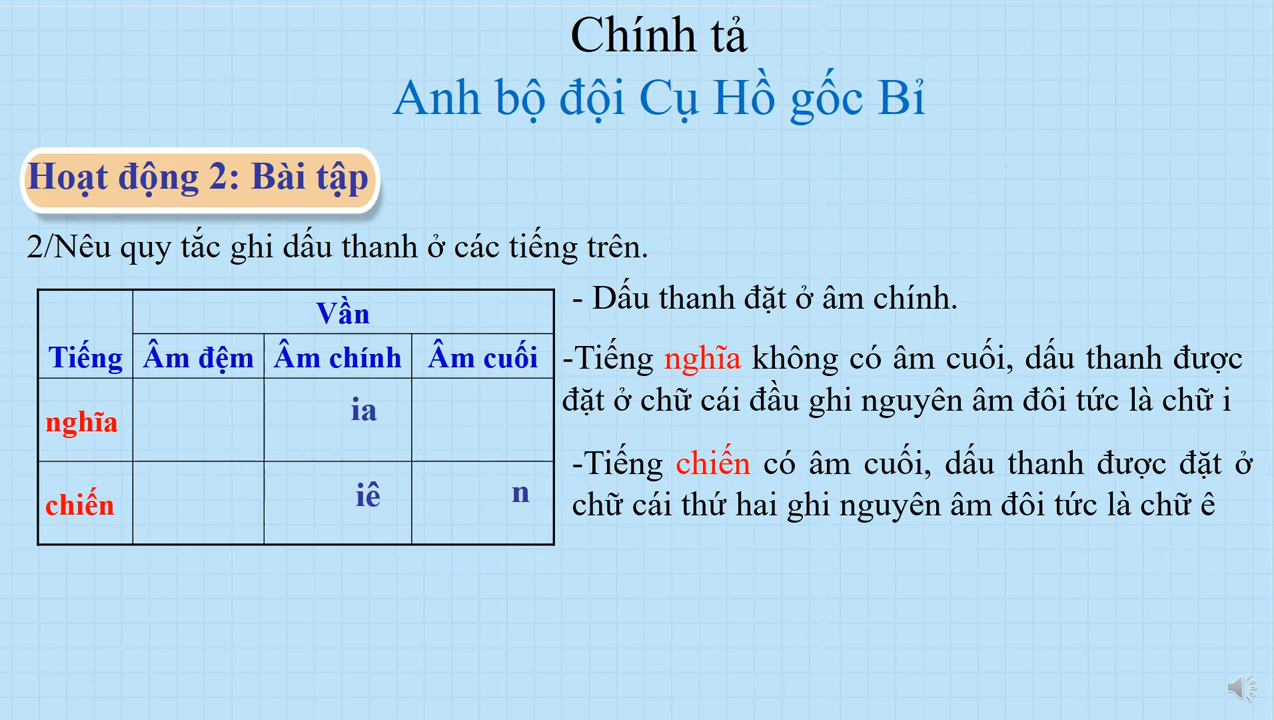 Chính tả
Anh bộ đội Cụ Hồ gốc Bỉ
Hoạt động 2: Bài tập
2/Nêu quy tắc ghi dấu thanh ở các tiếng trên.
Vần
Tiếng Âm đệm Âm chính Âm cuối
nghĩa ia
chiến iê n
- Dấu thanh đặt ở âm chính.
-Tiếng nghĩa không có âm cuối, dấu thanh được
đặt ở chữ cái đầu ghi nguyên âm đôi tức là chữ i
-Tiếng chiến có âm cuối, dấu thanh được đặt ở
chữ cái thứ hai ghi nguyên âm đôi tức là chữ ê